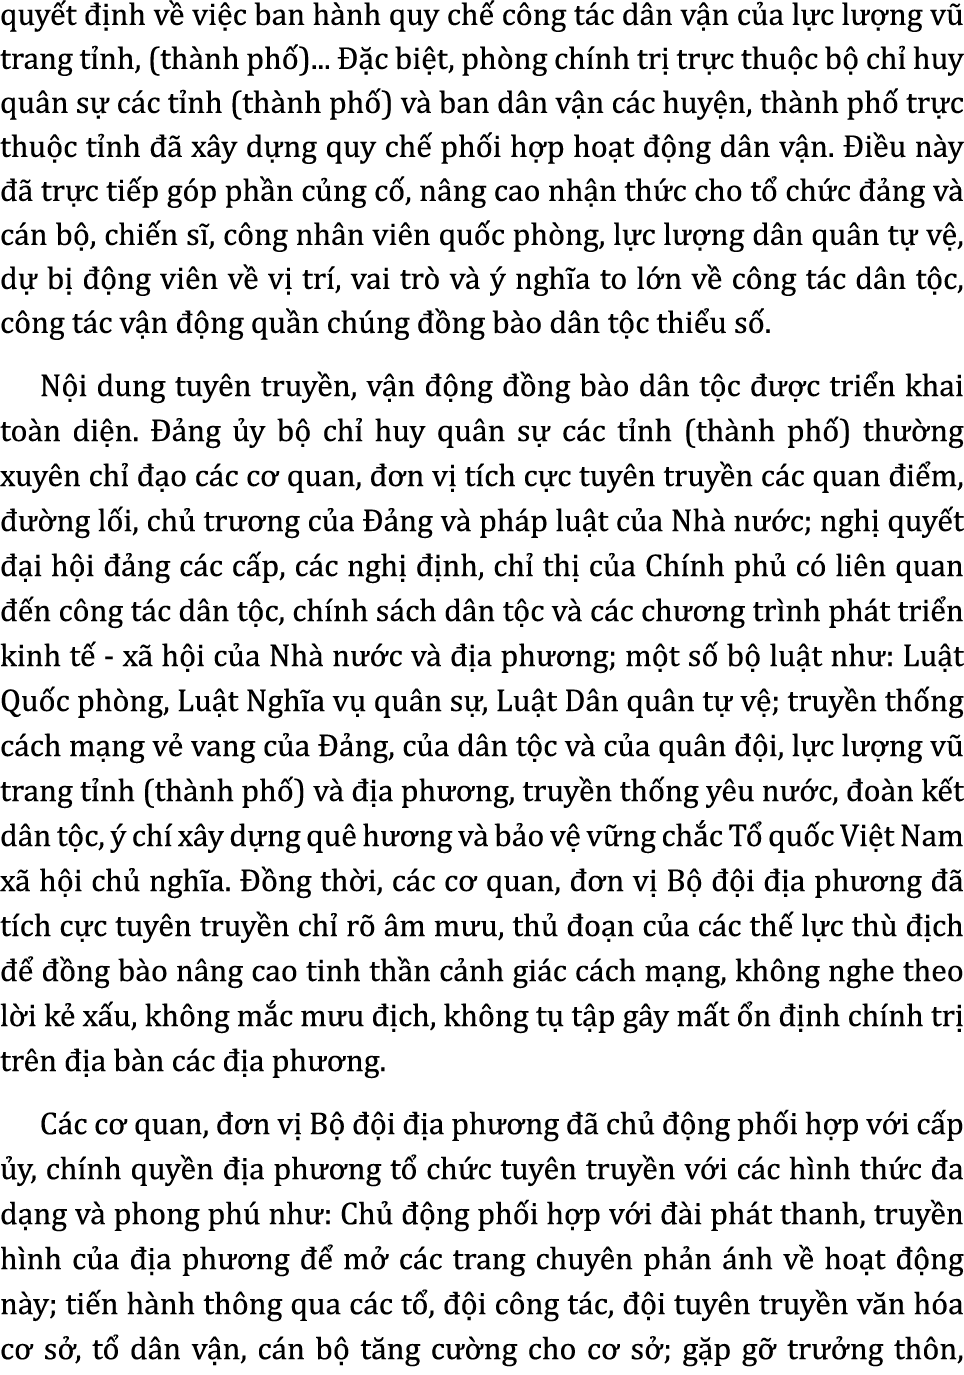 quyết định về việc ban hành quy chế công tác dân vận của lực lượng vũ
trang tỉnh, (thành phố)... Đặc biệt, phòng chính trị trực thuộc bộ chỉ huy
quân sự các tỉnh (thành phố) và ban dân vận các huyện, thành phố trực
thuộc tỉnh đã xây dựng quy chế phối hợp hoạt động dân vận. Điều này
đã trực tiếp góp phần củng cố, nâng cao nhận thức cho tổ chức đảng và
cán bộ, chiến sĩ, công nhân viên quốc phòng, lực lượng dân quân tự vệ,
dự bị động viên về vị trí, vai trò và ý nghĩa to lớn về công tác dân tộc,
công tác vận động quần chúng đồng bào dân tộc thiểu số.
Nội dung tuyên truyền, vận động đồng bào dân tộc được triển khai
toàn diện. Đảng ủy bộ chỉ huy quân sự các tỉnh (thành phố) thường
xuyên chỉ đạo các cơ quan, đơn vị tích cực tuyên truyền các quan điểm,
đường lối, chủ trương của Đảng và pháp luật của Nhà nước; nghị quyết
đại hội đảng các cấp, các nghị định, chỉ thị của Chính phủ có liên quan
đến công tác dân tộc, chính sách dân tộc và các chương trình phát triển
kinh tế - xã hội của Nhà nước và địa phương; một số bộ luật như: Luật
Quốc phòng, Luật Nghĩa vụ quân sự, Luật Dân quân tự vệ; truyền thống
cách mạng vẻ vang của Đảng, của dân tộc và của quân đội, lực lượng vũ
trang tỉnh (thành phố) và địa phương, truyền thống yêu nước, đoàn kết
dân tộc, ý chí xây dựng quê hương và bảo vệ vững chắc Tổ quốc Việt Nam
xã hội chủ nghĩa. Đồng thời, các cơ quan, đơn vị Bộ đội địa phương đã
tích cực tuyên truyền chỉ rõ âm mưu, thủ đoạn của các thế lực thù địch
để đồng bào nâng cao tinh thần cảnh giác cách mạng, không nghe theo
lời kẻ xấu, không mắc mưu địch, không tụ tập gây mất ổn định chính trị
trên địa bàn các địa phương.
Các cơ quan, đơn vị Bộ đội địa phương đã chủ động phối hợp với cấp
ủy, chính quyền địa phương tổ chức tuyên truyền với các hình thức đa
dạng và phong phú như: Chủ động phối hợp với đài phát thanh, truyền
hình của địa phương để mở các trang chuyên phản ánh về hoạt động
này; tiến hành thông qua các tổ, đội công tác, đội tuyên truyền văn hóa
cơ sở, tổ dân vận, cán bộ tăng cường cho cơ sở; gặp gỡ trưởng thôn,